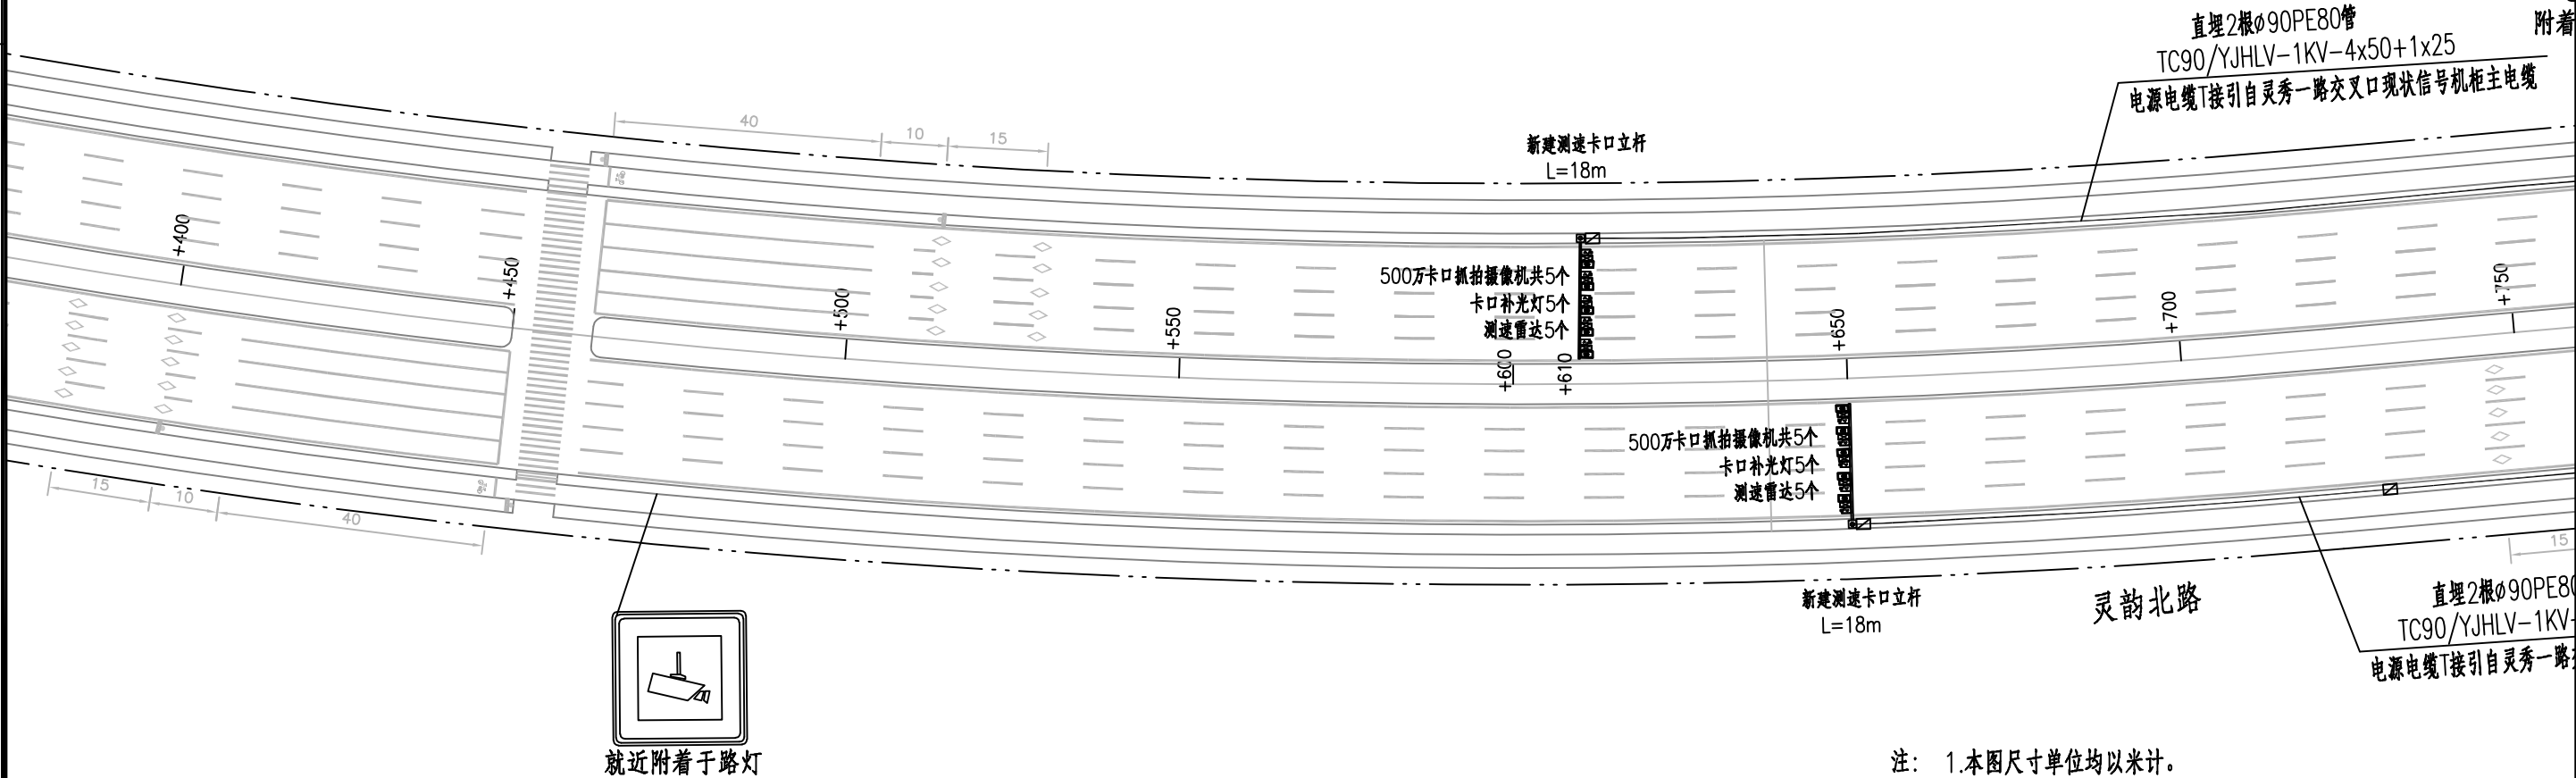 直埋2根ø90PE80管
TC90/YJHLV-1KV-4x50+1x25
电源电缆T接引自灵秀一路交叉口现状信号机柜主电缆
附着
40
10
15
新建测速卡口立杆
L=18m
+400
+450
+500
+550
+600
+610
+650
+700
+750
500万卡口抓拍摄像机共5个
卡口补光灯5个
测速雷达5个
500万卡口抓拍摄像机共5个
卡口补光灯5个
测速雷达5个
15
10
40
15
新建测速卡口立杆
L=18m
灵韵北路
直埋2根ø90PE80
TC90/YJHLV-1KV-
电源电缆T接引自灵秀一路
就近附着于路灯
注： 1.本图尺寸单位均以米计。